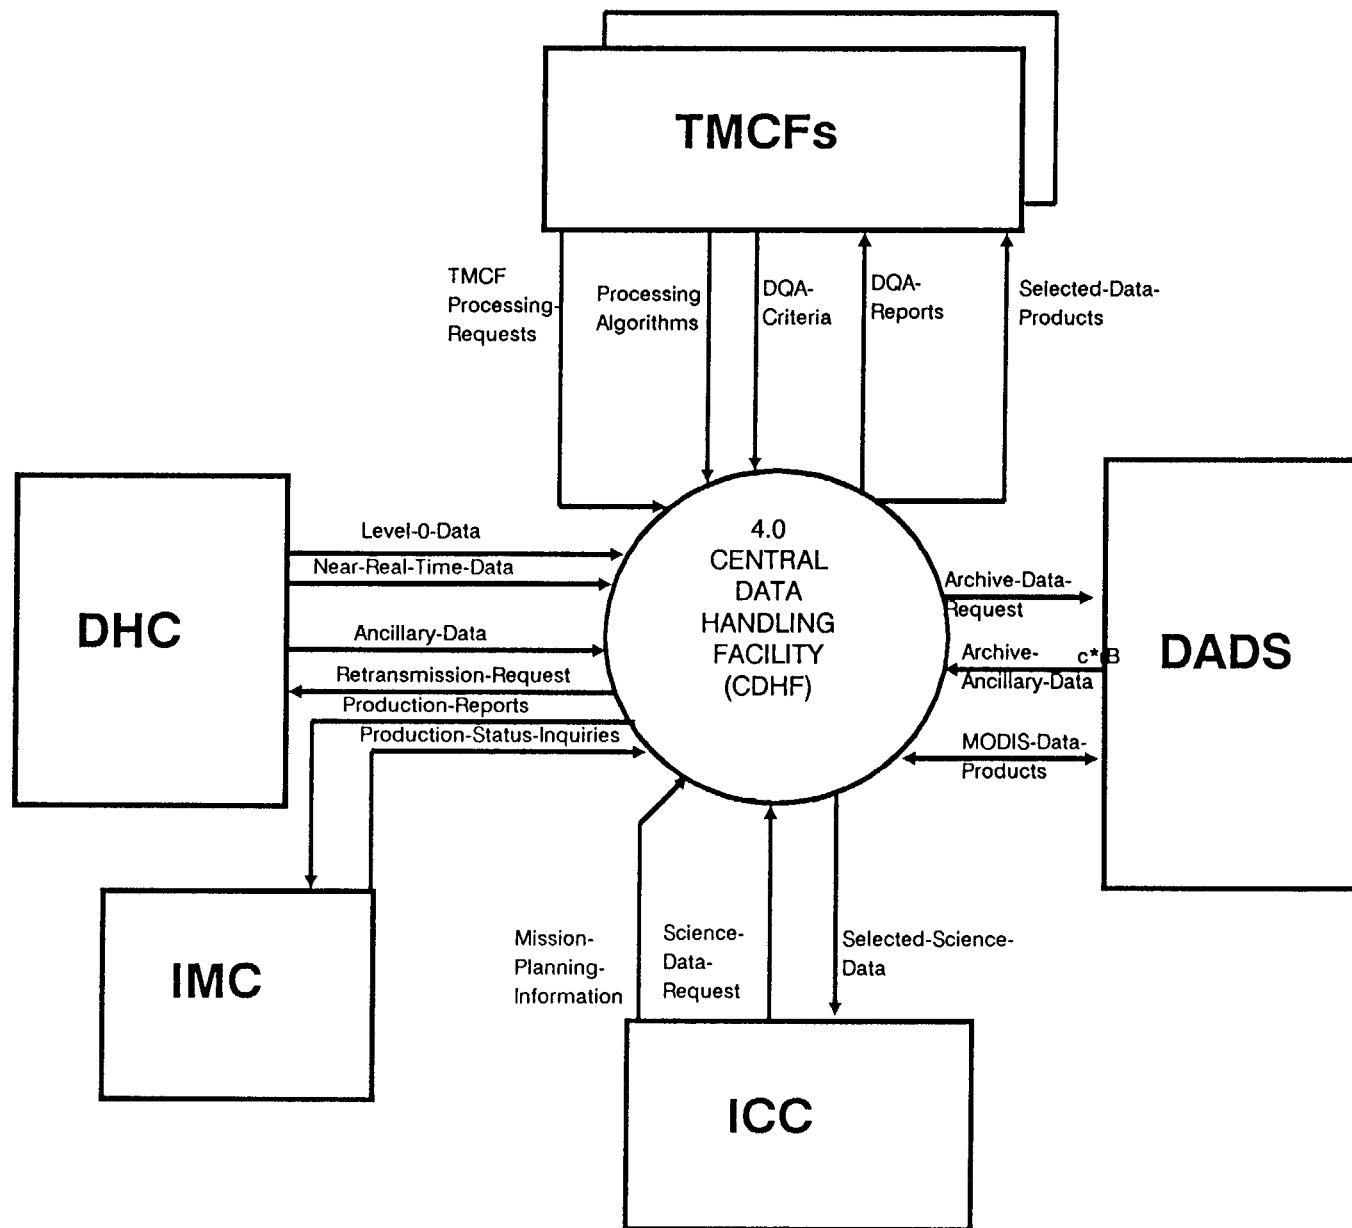 TMCFs
TMCF
Processing-
Requests
Processing
Algorithms
DQA-
Criteria
DQA-
Reports
Selected-Data-
Products
DHC
Level-0-Data
Near-Real-Time-Data
Ancillary-Data
Retransmission-Request
Production-Reports
Production-Status-Inquiries
4.0
CENTRAL
DATA
HANDLING
FACILITY
(CDHF)
Archive-Data-
Request
Archive-
Ancillary-Data
MODIS-Data-
Products
DADS
IMC
Mission-
Planning-
Information
Science-
Data-
Request
Selected-Science-
Data
ICC